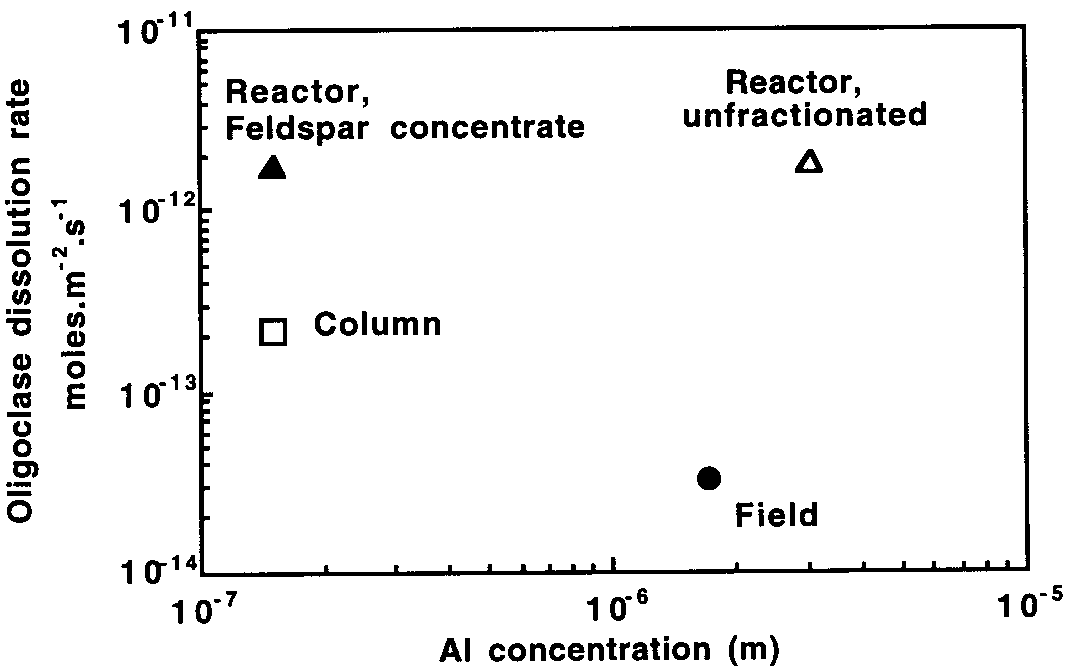 10⁻¹¹
Reactor,
Feldspar concentrate
Reactor,
unfractionated
10⁻¹²
Oligoclase dissolution rate
moles.m⁻².s⁻¹
Column
10⁻¹³
Field
10⁻¹⁴
10⁻⁷ 10⁻⁶ 10⁻⁵
Al concentration (m)